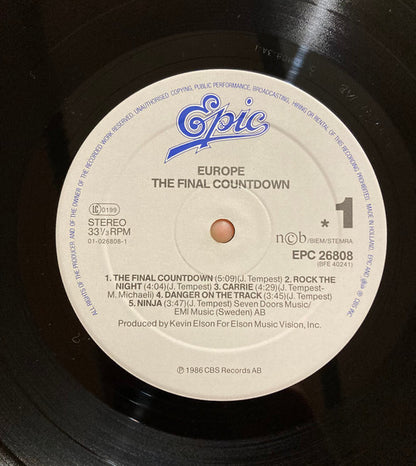 ALL RIGHTS OF THE PRODUCER AND OF THE OWNER OF THE RECORDED WORK RESERVED. UNAUTHORISED COPYING, PUBLIC PERFORMANCE, BROADCASTING, HIRING OR RENTAL OF THIS RECORDING PROHIBITED. MADE IN HOLLAND.
Epic
EUROPE
THE FINAL COUNTDOWN
LC 0199
STEREO
33⅓RPM
01-026808-1
* 1
n©b/BIEM/STEMRA
EPC 26808
(BFE 40241)
1. THE FINAL COUNTDOWN (5:09)(J. Tempest) 2. ROCK THE
NIGHT (4:04)(J. Tempest) 3. CARRIE (4:29)(J. Tempest-
M. Michaeli) 4. DANGER ON THE TRACK (3:45)(J. Tempest)
5. NINJA (3:47)(J. Tempest) Seven Doors Music/
EMI Music (Sweden) AB
Produced by Kevin Elson For Elson Music Vision, Inc.
℗ 1986 CBS Records AB